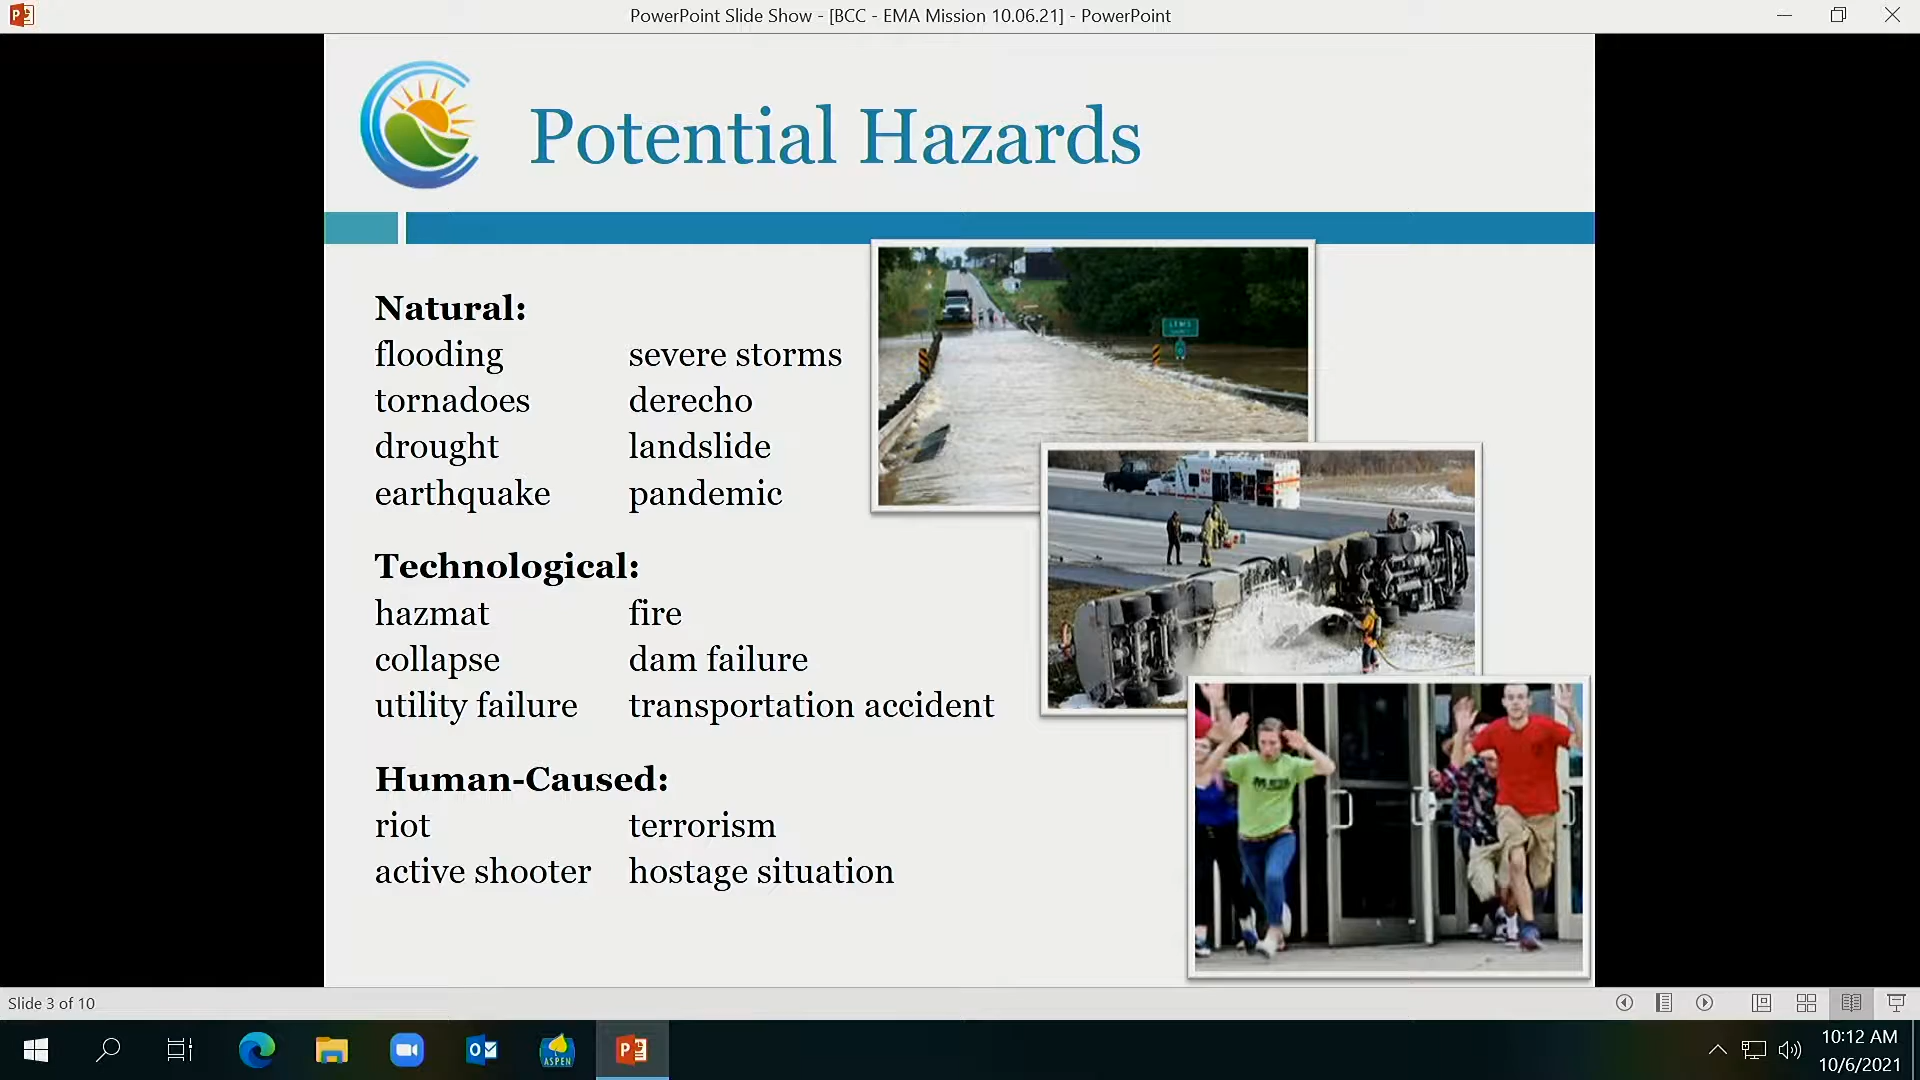 PowerPoint Slide Show - [BCC - EMA Mission 10.06.21] - PowerPoint
Potential Hazards
Natural:
flooding severe storms
tornadoes derecho
drought landslide
earthquake pandemic
Technological:
hazmat fire
collapse dam failure
utility failure transportation accident
Human-Caused:
riot terrorism
active shooter hostage situation
Slide 3 of 10
ASPEN
10:12 AM
10/6/2021